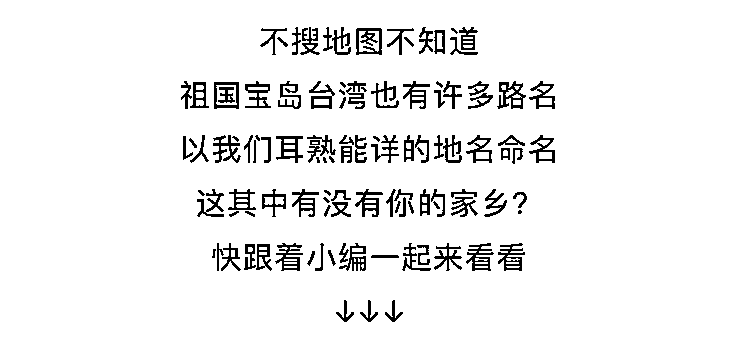 不搜地图不知道
祖国宝岛台湾也有许多路名
以我们耳熟能详的地名命名
这其中有没有你的家乡？
快跟着小编一起来看看
↓↓↓